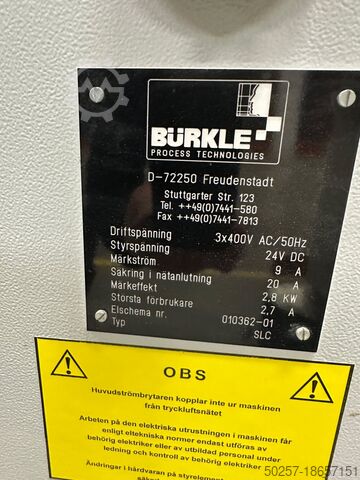 BÜRKLE
PROCESS TECHNOLOGIES
D-72250 Freudenstadt
Stuttgarter Str. 123
Tel. ++49(0)7441-580
Fax ++49(0)7441-7813
Driftspänning 3x400V AC/50Hz
Styrspänning 24V DC
Märkström 9 A
Säkring i nätanlutning 20 A
Märkeffekt 2,8 KW
Största förbrukare 2,7 A
Elschema nr. 010362-01
Typ SLC
OBS
Huvudströmbrytaren kopplar inte ur maskinen
från tryckluftsnätet
Arbeten på den elektriska utrustningen i maskinen får
enligt eltekniska normer endast utföras av
behörig elektriker eller av utbildad personal under
ledning och kontroll av behörig elektriker.
Ändringar i hårdvaran på styrelement
50257-18657151